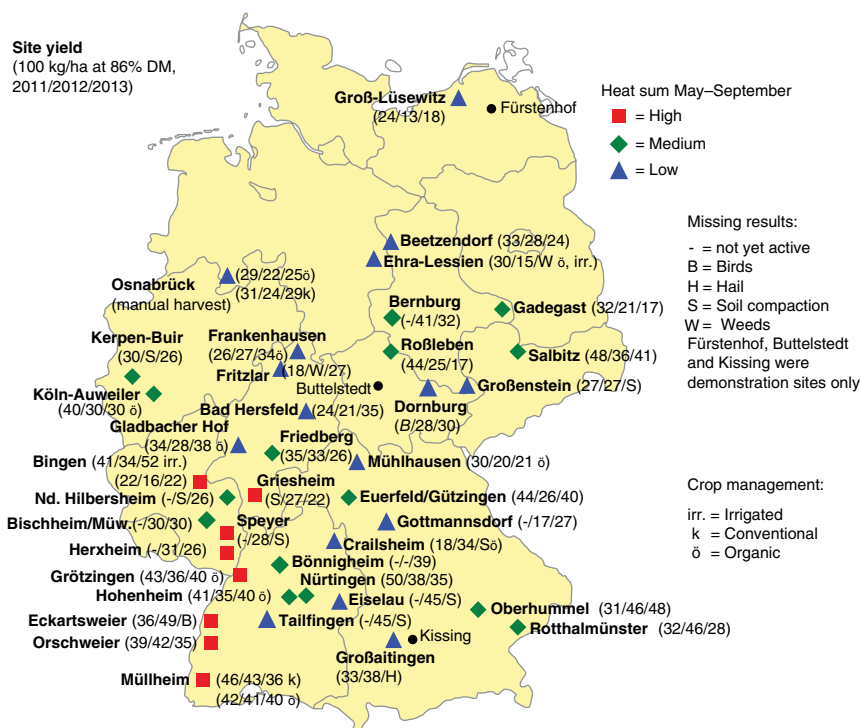 Site yield
(100 kg/ha at 86% DM,
2011/2012/2013)
Groß-Lüsewitz
(24/13/18)
Fürstenhof
Heat sum May–September
= High
= Medium
= Low
Beetzendorf (33/28/24)
Ehra-Lessien (30/15/W ö, irr.)
Osnabrück (29/22/25ö)
(manual harvest) (31/24/29k)
Bernburg
(-/41/32)
Gadegast (32/21/17)
Kerpen-Buir
(30/S/26)
Frankenhausen
(26/27/34ö)
Roßleben
(44/25/17)
Salbitz (48/36/41)
Fritzlar (18/W/27)
Buttelstedt
Großenstein (27/27/S)
Köln-Auweiler
(40/30/30 ö)
Bad Hersfeld (24/21/35)
Dornburg
(B/28/30)
Gladbacher Hof
(34/28/38 ö)
Friedberg
(35/33/26)
Mühlhausen (30/20/21 ö)
Bingen (41/34/52 irr.)
(22/16/22)
Griesheim
(S/27/22)
Nd. Hilbersheim (-/S/26)
Euerfeld/Gützingen (44/26/40)
Bischheim/Müw. (-/30/30)
Speyer
(-/28/S)
Gottmannsdorf (-/17/27)
Herxheim (-/31/26)
Crailsheim (18/34/Sö)
Grötzingen (43/36/40 ö)
Bönnigheim (-/-/39)
Nürtingen (50/38/35)
Hohenheim (41/35/40 ö)
Eiselau (-/45/S)
Oberhummel (31/46/48)
Eckartsweier (36/49/B)
Tailfingen (-/45/S)
Rotthalmünster (32/46/28)
Orschweier (39/42/35)
Kissing
Großaitingen
(33/38/H)
Müllheim (46/43/36 k)
(42/41/40 ö)
Missing results:
- = not yet active
B = Birds
H = Hail
S = Soil compaction
W = Weeds
Fürstenhof, Buttelstedt
and Kissing were
demonstration sites only
Crop management:
irr. = Irrigated
k = Conventional
ö = Organic